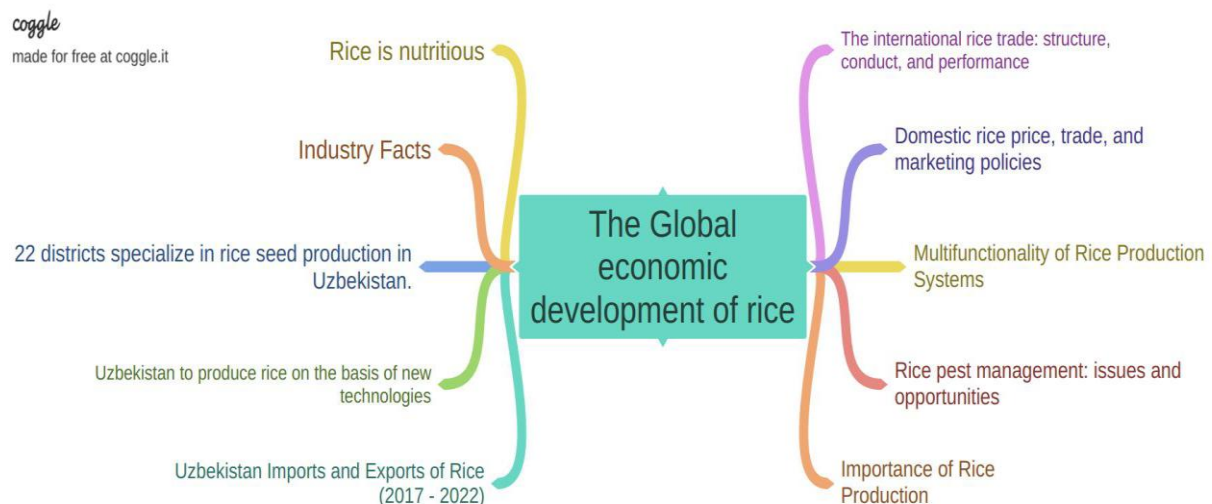 coggle
made for free at coggle.it
Rice is nutritious
Industry Facts
22 districts specialize in rice seed production in
Uzbekistan.
Uzbekistan to produce rice on the basis of new
technologies
Uzbekistan Imports and Exports of Rice
(2017 - 2022)
The Global
economic
development of rice
The international rice trade: structure,
conduct, and performance
Domestic rice price, trade, and
marketing policies
Multifunctionality of Rice Production
Systems
Rice pest management: issues and
opportunities
Importance of Rice
Production